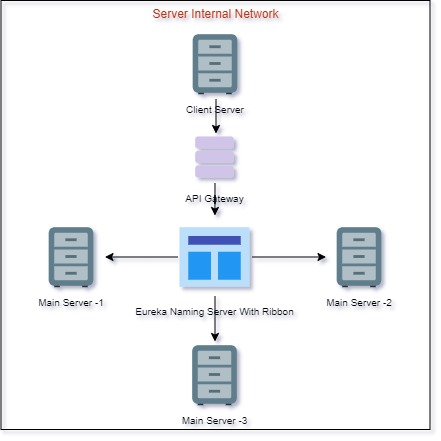 Server Internal Network
Client Server
API Gateway
Main Server -1
Eureka Naming Server With Ribbon
Main Server -2
Main Server -3